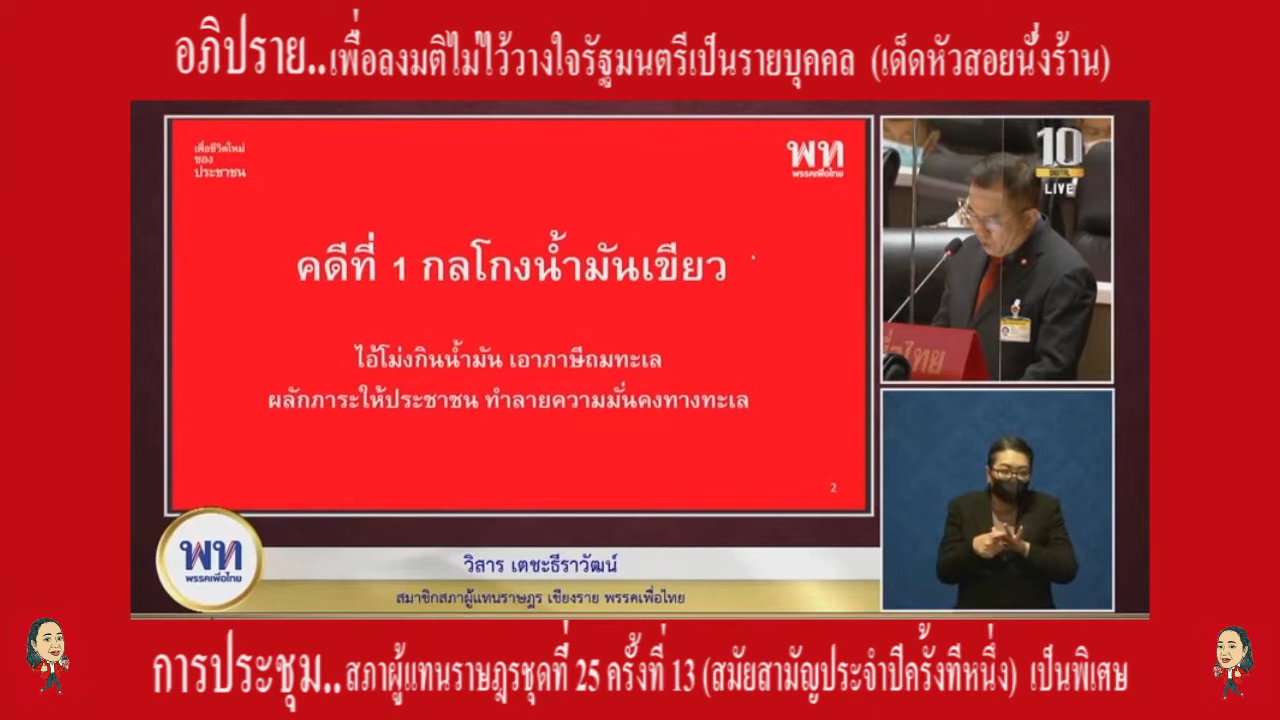 อภิปราย..เพื่อลงมติไม่ไว้วางใจรัฐมนตรีเป็นรายบุคคล (เด็ดหัวสอยนั่งร้าน)
เพื่อชีวิตใหม่
ของ
ประชาชน
พท
พรรคเพื่อไทย
คดีที่ 1 กลโกงน้ำมันเขียว
ไอ้โม่งกินน้ำมัน เอาภาษีถมทะเล
ผลักภาระให้ประชาชน ทำลายความมั่นคงทางทะเล
2
10
DIGITAL
LIVE
พท
พรรคเพื่อไทย
วิสาร เตชะธีราวัฒน์
สมาชิกสภาผู้แทนราษฎร เชียงราย พรรคเพื่อไทย
การประชุม..สภาผู้แทนราษฎรชุดที่ 25 ครั้งที่ 13 (สมัยสามัญประจำปีครั้งทีหนึ่ง) เป็นพิเศษ